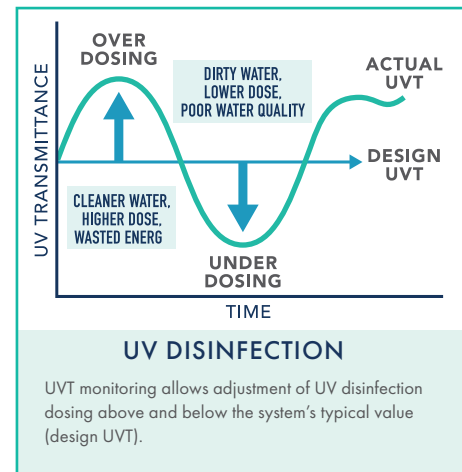 OVER
DOSING
DIRTY WATER,
LOWER DOSE,
POOR WATER QUALITY
ACTUAL
UVT
UV TRANSMITTANCE
DESIGN
UVT
CLEANER WATER,
HIGHER DOSE,
WASTED ENERG
UNDER
DOSING
TIME
UV DISINFECTION
UVT monitoring allows adjustment of UV disinfection
dosing above and below the system's typical value
(design UVT).